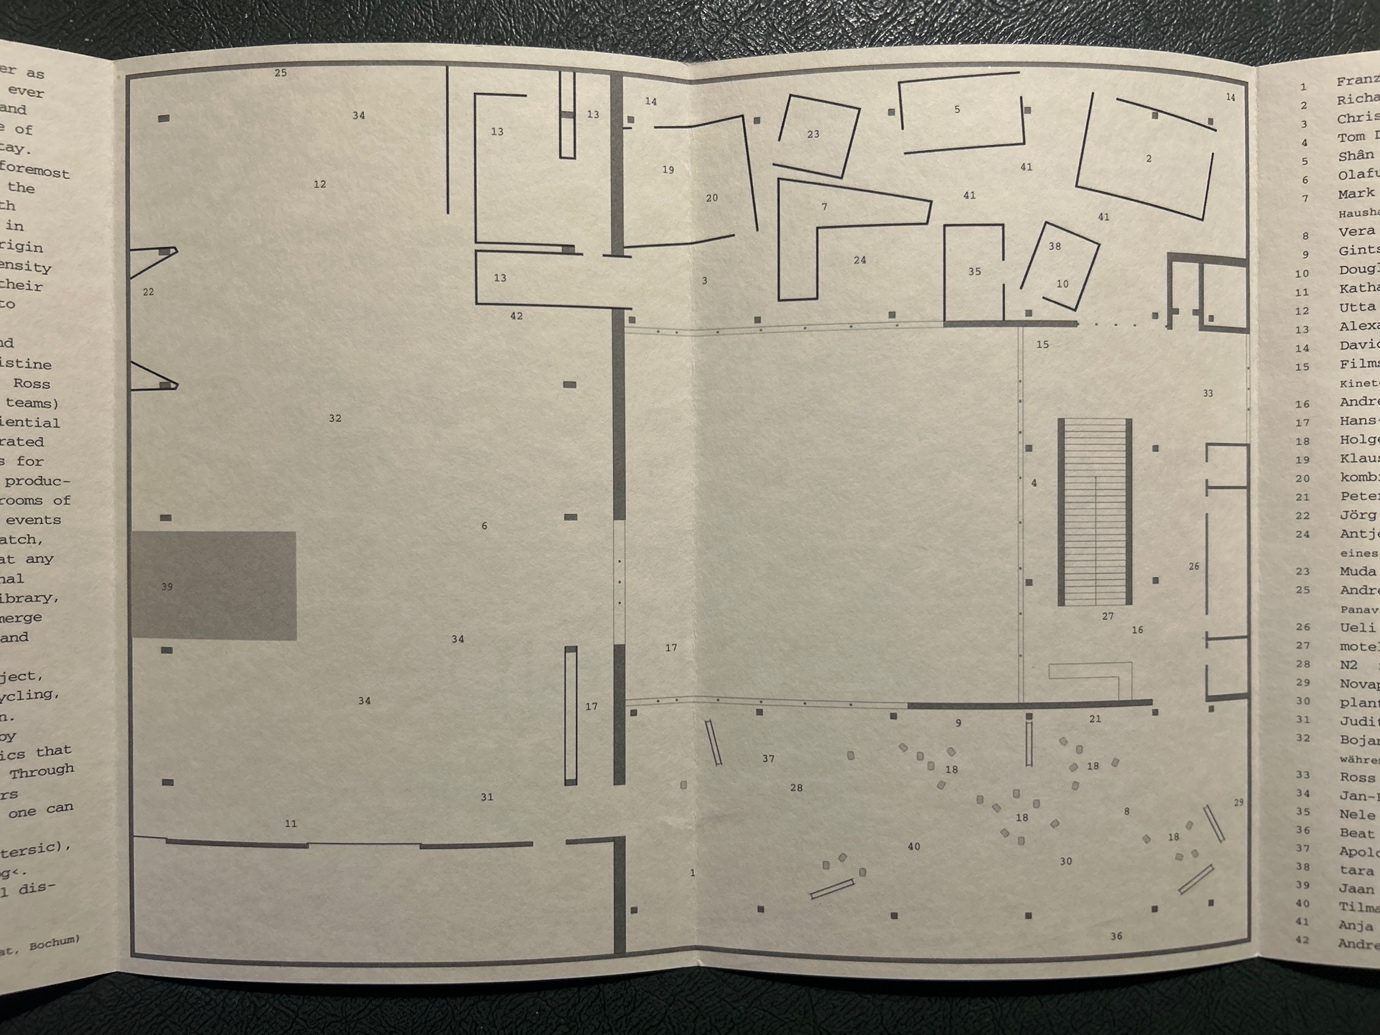 er as
ever
and
e of
tay.
foremost
the
th
in
rigin
ensity
their
to
nd
istine
Ross
teams)
iential
rated
s for
produc-
rooms of
events
atch,
at any
nal
ibrary,
merge
and
ject,
ycling,
n.
by
ics that
Through
rs
one can
tersic),
g‹.
l dis-
st, Bochum)
25
34
13
13
12
22
13
42
32
6
39
34
34
17
31
11
14
19
20
3
23
7
24
5
41
41
2
14
41
38
35
10
15
33
4
26
27
16
17
9
21
37
18
18
28
29
8
18
18
40
30
1
36
1 Franz
2 Richa
3 Chris
4 Tom D
5 Shân
6 Olafu
7 Mark
Hausha
8 Vera
9 Gints
10 Dougl
11 Katha
12 Utta
13 Alexa
14 David
15 Films
Kinet
16 Andre
17 Hans-
18 Holge
19 Klaus
20 kombi
21 Peter
22 Jörg
24 Antje
eines
23 Muda
25 Andre
Panav
26 Ueli
27 motel
28 N2
29 Novap
30 plant
31 Judit
32 Bojan
währen
33 Ross
34 Jan-
35 Nele
36 Beat
37 Apolo
38 tara
39 Jaan
40 Tilma
41 Anja
42 Andre